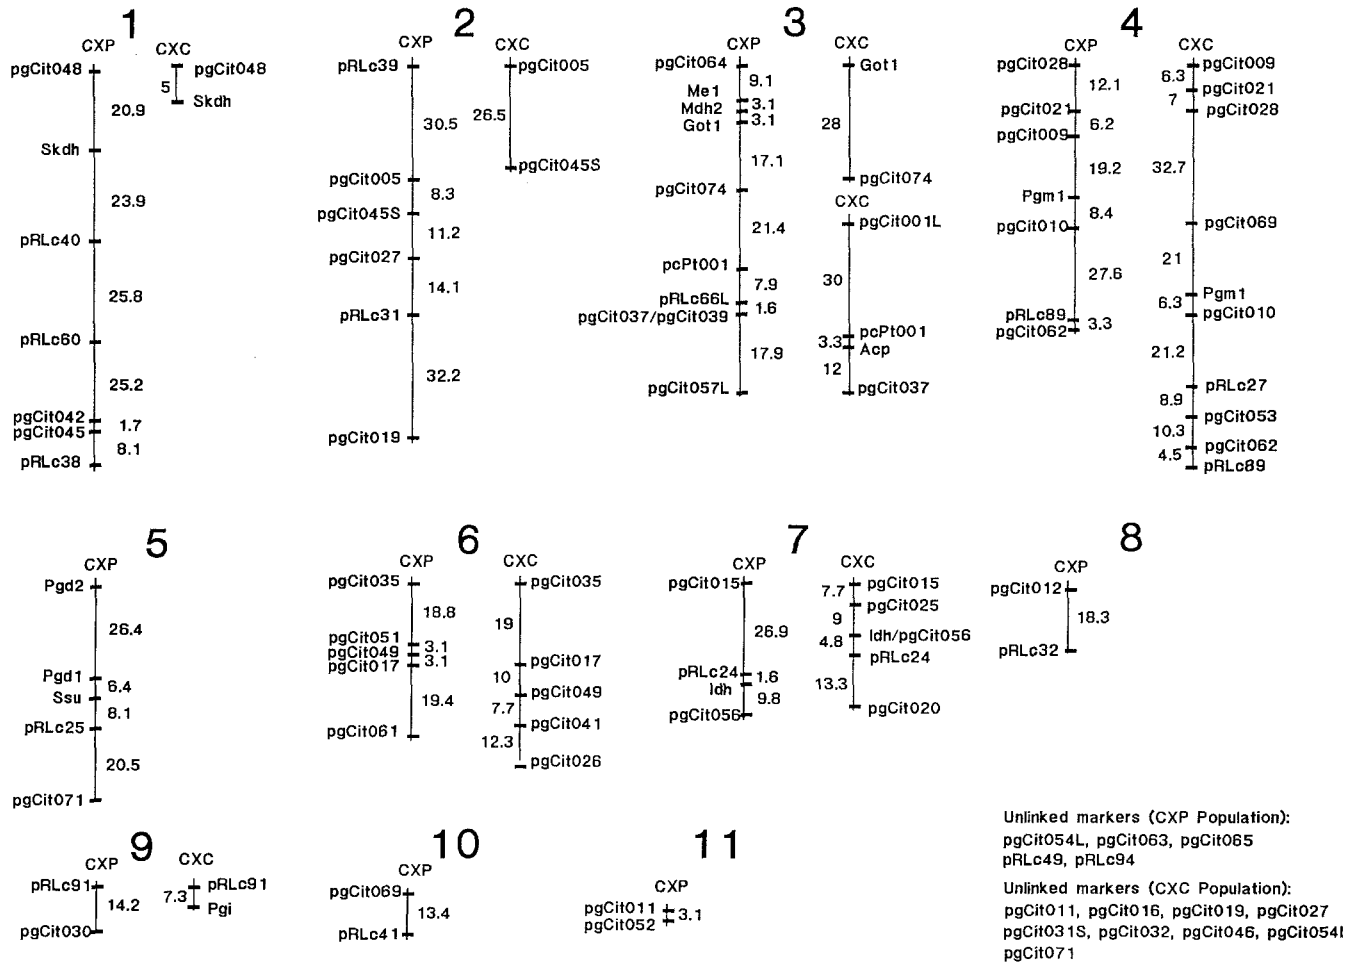 1
CXP
CXC
pgCit048
20.9
Skdh
23.9
pRLc40
25.8
pRLc60
25.2
pgCit042
1.7
pgCit045
8.1
pRLc38
pgCit048
5
Skdh
2
CXP
CXC
pRLc39
30.5
pgCit005
8.3
pgCit045S
11.2
pgCit027
14.1
pRLc31
32.2
pgCit019
pgCit005
26.5
pgCit045S
3
CXP
CXC
pgCit064
9.1
Me1
3.1
Mdh2
3.1
Got1
17.1
pgCit074
21.4
pcPt001
7.9
pRLc66L
1.6
pgCit037/pgCit039
17.9
pgCit057L
Got1
28
pgCit074
CXC
pgCit001L
30
pcPt001
3.3
Acp
12
pgCit037
4
CXP
CXC
pgCit028
12.1
pgCit021
6.2
pgCit009
19.2
Pgm1
8.4
pgCit010
27.6
pRLc89
3.3
pgCit062
pgCit009
6.3
pgCit021
7
pgCit028
32.7
pgCit069
21
Pgm1
6.3
pgCit010
21.2
pRLc27
8.9
pgCit053
10.3
pgCit062
4.5
pRLc89
5
CXP
Pgd2
26.4
Pgd1
6.4
Ssu
8.1
pRLc25
20.5
pgCit071
6
CXP
CXC
pgCit035
18.8
pgCit051
3.1
pgCit049
3.1
pgCit017
19.4
pgCit061
pgCit035
19
pgCit017
10
pgCit049
7.7
pgCit041
12.3
pgCit026
7
CXP
CXC
pgCit015
26.9
pRLc24
1.6
Idh
9.8
pgCit056
pgCit015
7.7
pgCit025
9
Idh/pgCit056
4.8
pRLc24
13.3
pgCit020
8
CXP
pgCit012
18.3
pRLc32
9
CXP
CXC
pRLc91
14.2
pgCit030
pRLc91
7.3
Pgi
10
CXP
pgCit069
13.4
pRLc41
11
CXP
pgCit011
3.1
pgCit052
Unlinked markers (CXP Population):
pgCit054L, pgCit063, pgCit065
pRLc49, pRLc94
Unlinked markers (CXC Population):
pgCit011, pgCit016, pgCit019, pgCit027
pgCit031S, pgCit032, pgCit046, pgCit054l
pgCit071